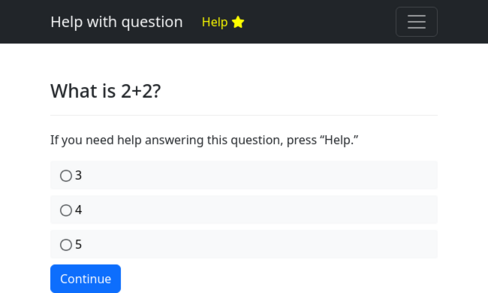 Help with question Help
What is 2+2?
If you need help answering this question, press “Help.”
3
4
5
Continue